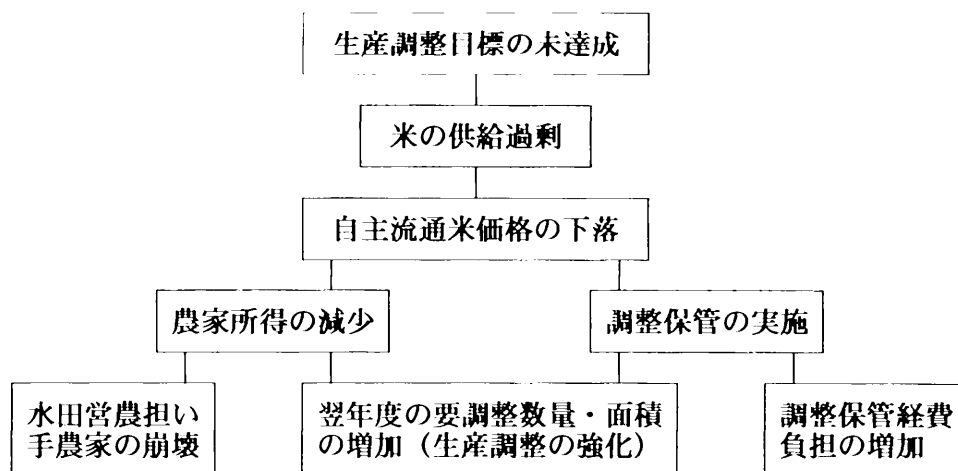 生産調整目標の未達成
米の供給過剰
自主流通米価格の下落
農家所得の減少
調整保管の実施
水田営農担い
手農家の崩壊
翌年度の要調整数量・面積
の増加（生産調整の強化）
調整保管経費
負担の増加